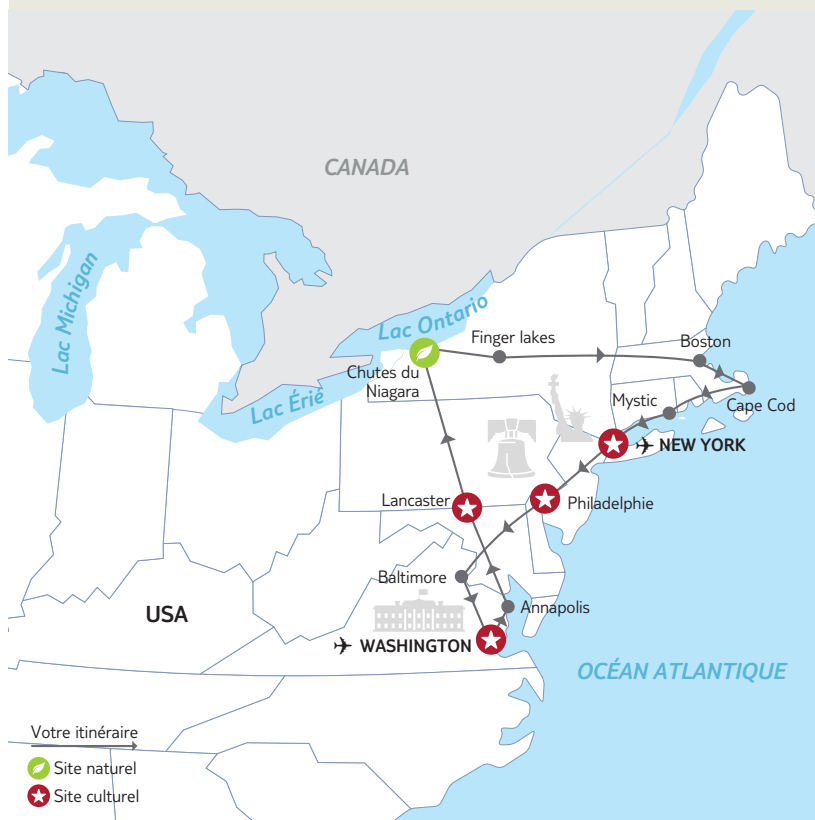 CANADA
Lac Michigan
Lac Ontario
Lac Érié
Finger lakes
Boston
Chutes du
Niagara
Mystic
Cape Cod
NEW YORK
Lancaster
Philadelphie
Baltimore
Annapolis
USA
WASHINGTON
OCÉAN ATLANTIQUE
Votre itinéraire
Site naturel
Site culturel